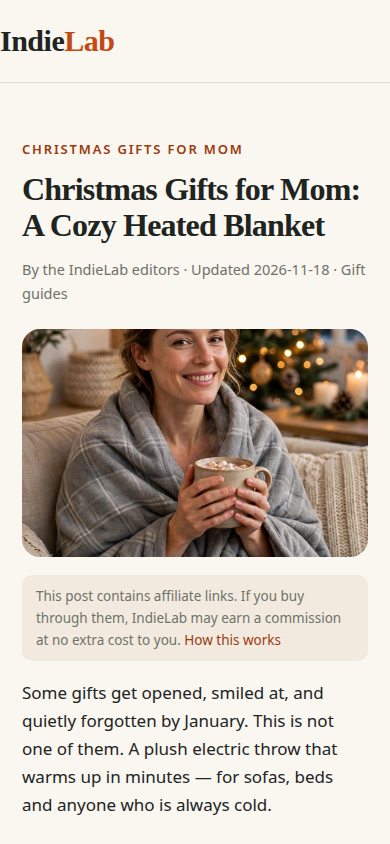 IndieLab
CHRISTMAS GIFTS FOR MOM
Christmas Gifts for Mom:
A Cozy Heated Blanket
By the IndieLab editors · Updated 2026-11-18 · Gift
guides
This post contains affiliate links. If you buy
through them, IndieLab may earn a commission
at no extra cost to you. How this works
Some gifts get opened, smiled at, and
quietly forgotten by January. This is not
one of them. A plush electric throw that
warms up in minutes — for sofas, beds
and anyone who is always cold.